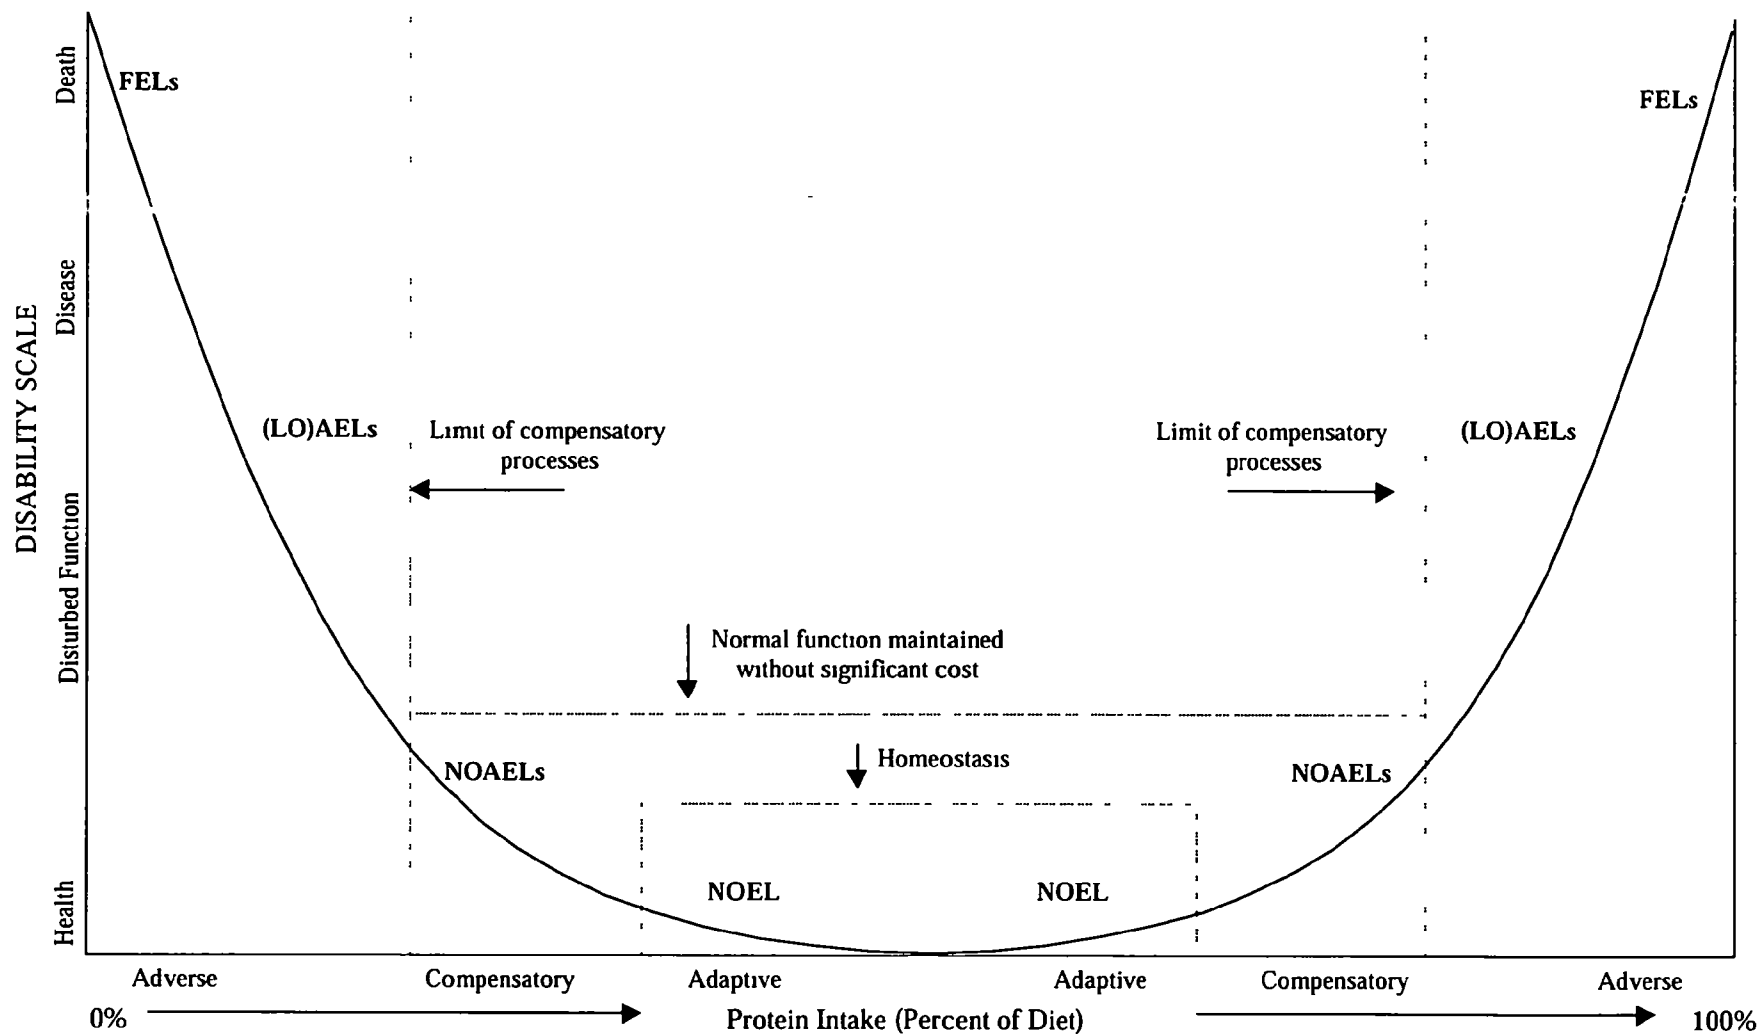 DISABILITY SCALE
Death
Disease
Disturbed Function
Health
FELs
FELs
(LO)AELs
Limit of compensatory
processes
Limit of compensatory
processes
(LO)AELs
Normal function maintained
without significant cost
Homeostasis
NOAELs
NOAELs
NOEL
NOEL
Adverse
Compensatory
Adaptive
Adaptive
Compensatory
Adverse
0%
Protein Intake (Percent of Diet)
100%